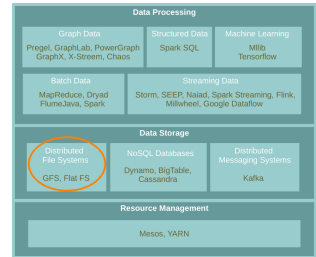 Data Processing
Graph Data
Pregel, GraphLab, PowerGraph
GraphX, X-Streem, Chaos
Structured Data
Spark SQL
Machine Learning
Mllib
Tensorflow
Batch Data
MapReduce, Dryad
FlumeJava, Spark
Streaming Data
Storm, SEEP, Naiad, Spark Streaming, Flink,
Millwheel, Google Dataflow
Data Storage
Distributed
File Systems
GFS, Flat FS
NoSQL Databases
Dynamo, BigTable,
Cassandra
Distributed
Messaging Systems
Kafka
Resource Management
Mesos, YARN